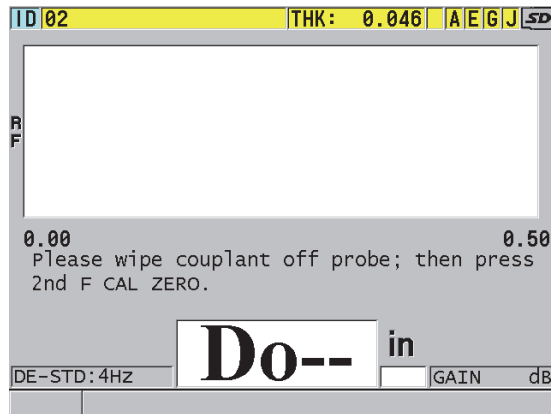 ID 02 THK: 0.046 A E G J SD
RF
0.00 0.50
Please wipe couplant off probe; then press
2nd F CAL ZERO.
Do-- in
DE-STD:4Hz GAIN dB